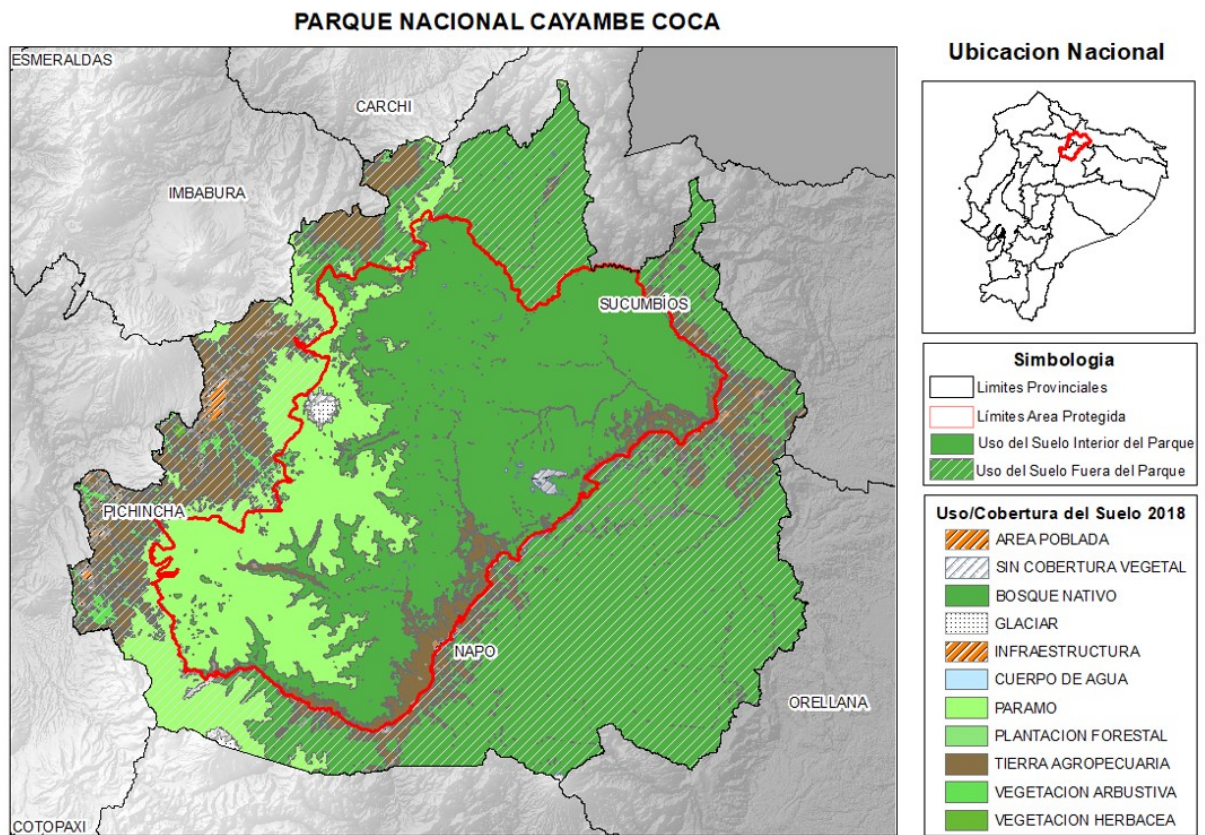 PARQUE NACIONAL CAYAMBE COCA
ESMERALDAS
CARCHI
IMBABURA
SUCUMBÍOS
PICHINCHA
NAPO
ORELLANA
COTOPAXI
Ubicacion Nacional
Simbologia
Limites Provinciales
Límites Area Protegida
Uso del Suelo Interior del Parque
Uso del Suelo Fuera del Parque
Uso/Cobertura del Suelo 2018
AREA POBLADA
SIN COBERTURA VEGETAL
BOSQUE NATIVO
GLACIAR
INFRAESTRUCTURA
CUERPO DE AGUA
PARAMO
PLANTACION FORESTAL
TIERRA AGROPECUARIA
VEGETACION ARBUSTIVA
VEGETACION HERBACEA